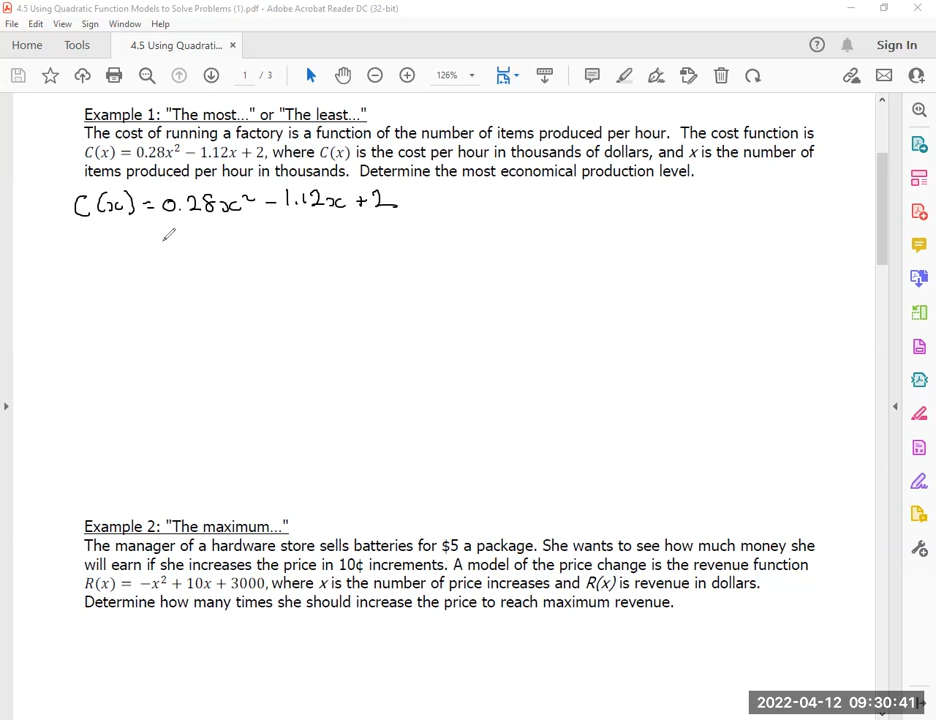 4.5 Using Quadratic Function Models to Solve Problems (1).pdf - Adobe Acrobat Reader DC (32-bit)
File Edit View Sign Window Help
Home Tools 4.5 Using Quadrati... × Sign In
1 / 3 126%
Example 1: "The most..." or "The least..."
The cost of running a factory is a function of the number of items produced per hour. The cost function is
C(x) = 0.28x² − 1.12x + 2, where C(x) is the cost per hour in thousands of dollars, and x is the number of
items produced per hour in thousands. Determine the most economical production level.
C(x) = 0.28x² - 1.12x + 2
Example 2: "The maximum..."
The manager of a hardware store sells batteries for $5 a package. She wants to see how much money she
will earn if she increases the price in 10¢ increments. A model of the price change is the revenue function
R(x) = −x² + 10x + 3000, where x is the number of price increases and R(x) is revenue in dollars.
Determine how many times she should increase the price to reach maximum revenue.
2022-04-12 09:30:41